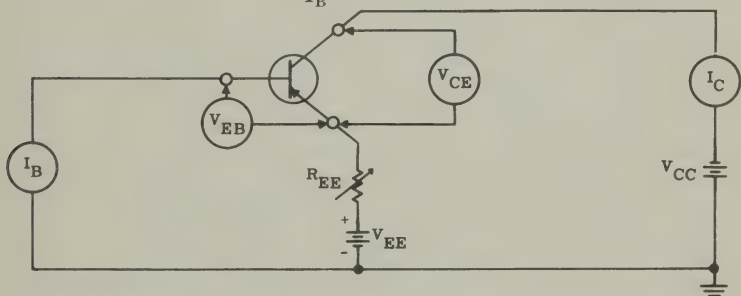 I_B
V_CE
I_C
V_EB
I_B
R_EE
V_CC
+
V_EE
-